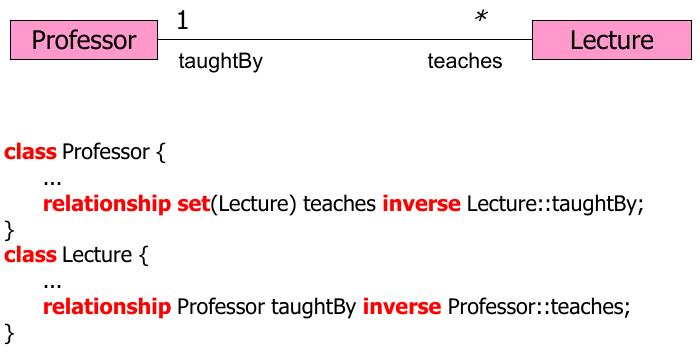 1 *
Professor Lecture
taughtBy teaches
class Professor {
...
relationship set(Lecture) teaches inverse Lecture::taughtBy;
}
class Lecture {
...
relationship Professor taughtBy inverse Professor::teaches;
}